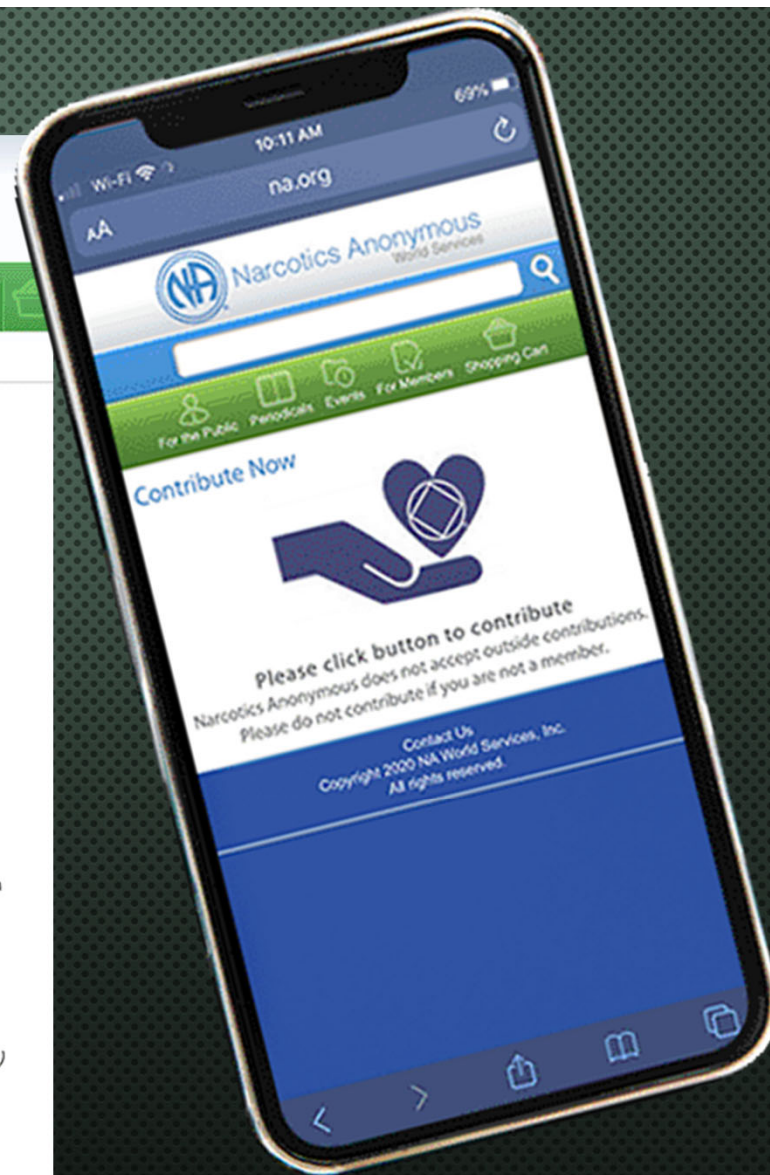 Wi-Fi 10:11 AM 69%
AA na.org
NA Narcotics Anonymous
World Services
For the Public Periodicals Events For Members Shopping Cart
Contribute Now
Please click button to contribute
Narcotics Anonymous does not accept outside contributions.
Please do not contribute if you are not a member.
Contact Us
Copyright 2020 NA World Services, Inc.
All rights reserved.